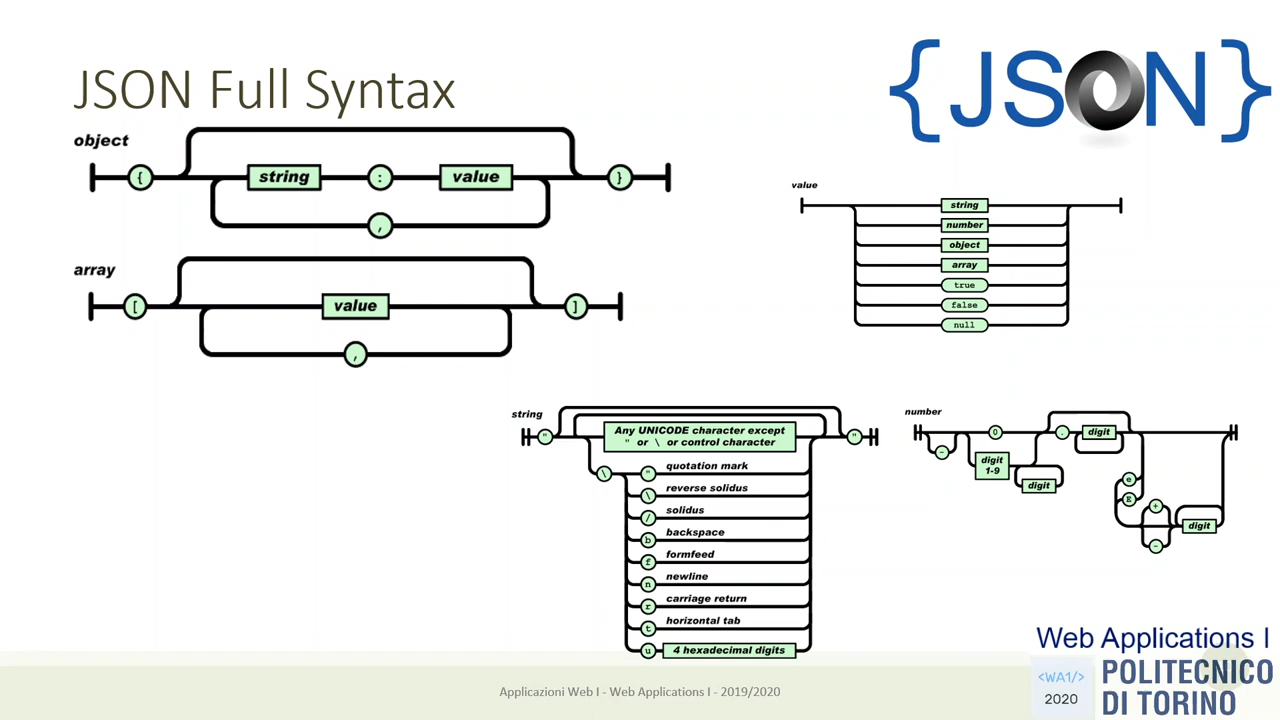 JSON Full Syntax
{JSON}
object
{ string : value }
,
array
[ value ]
,
value
string
number
object
array
true
false
null
string
" Any UNICODE character except "
" or \ or control character
\ " quotation mark
\ reverse solidus
/ solidus
b backspace
f formfeed
n newline
r carriage return
t horizontal tab
u 4 hexadecimal digits
number
0 . digit
-
digit
1-9
digit
e
E
+
digit
-
Web Applications I
<WA1/>
2020
POLITECNICO
DI TORINO
Applicazioni Web I - Web Applications I - 2019/2020